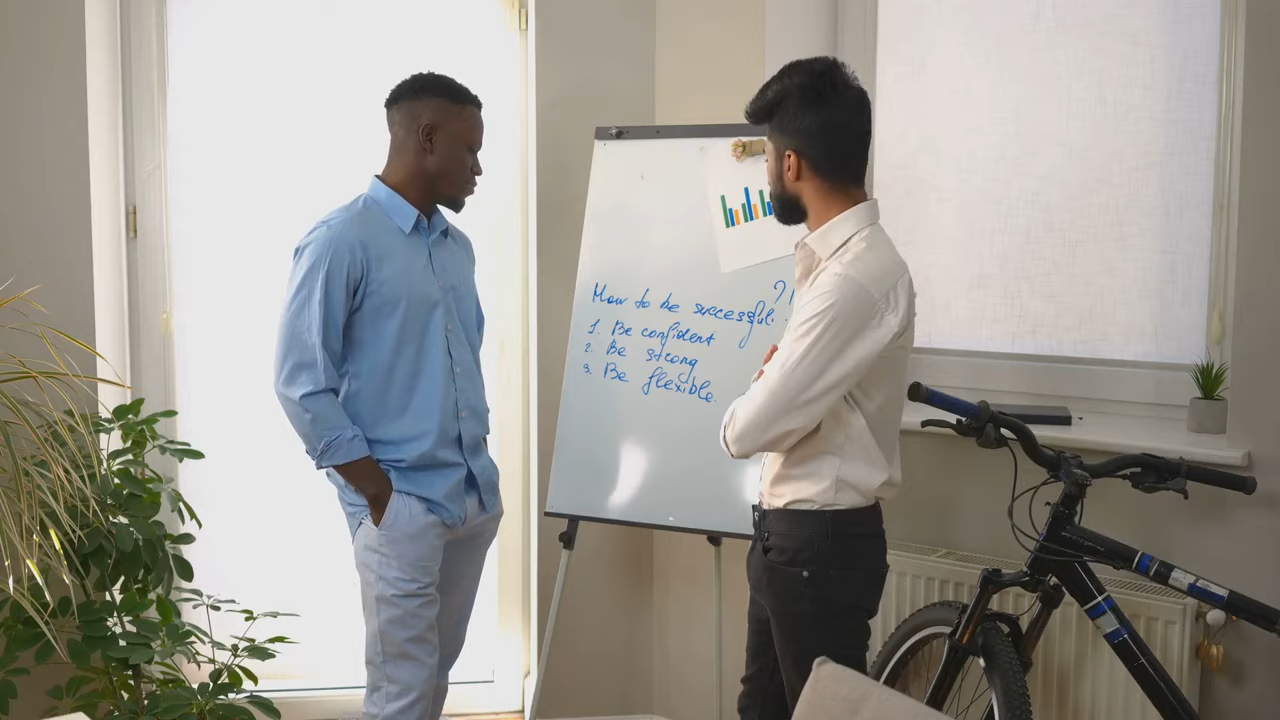 How to be successful ?!
1. Be confident
2. Be strong
3. Be flexible.